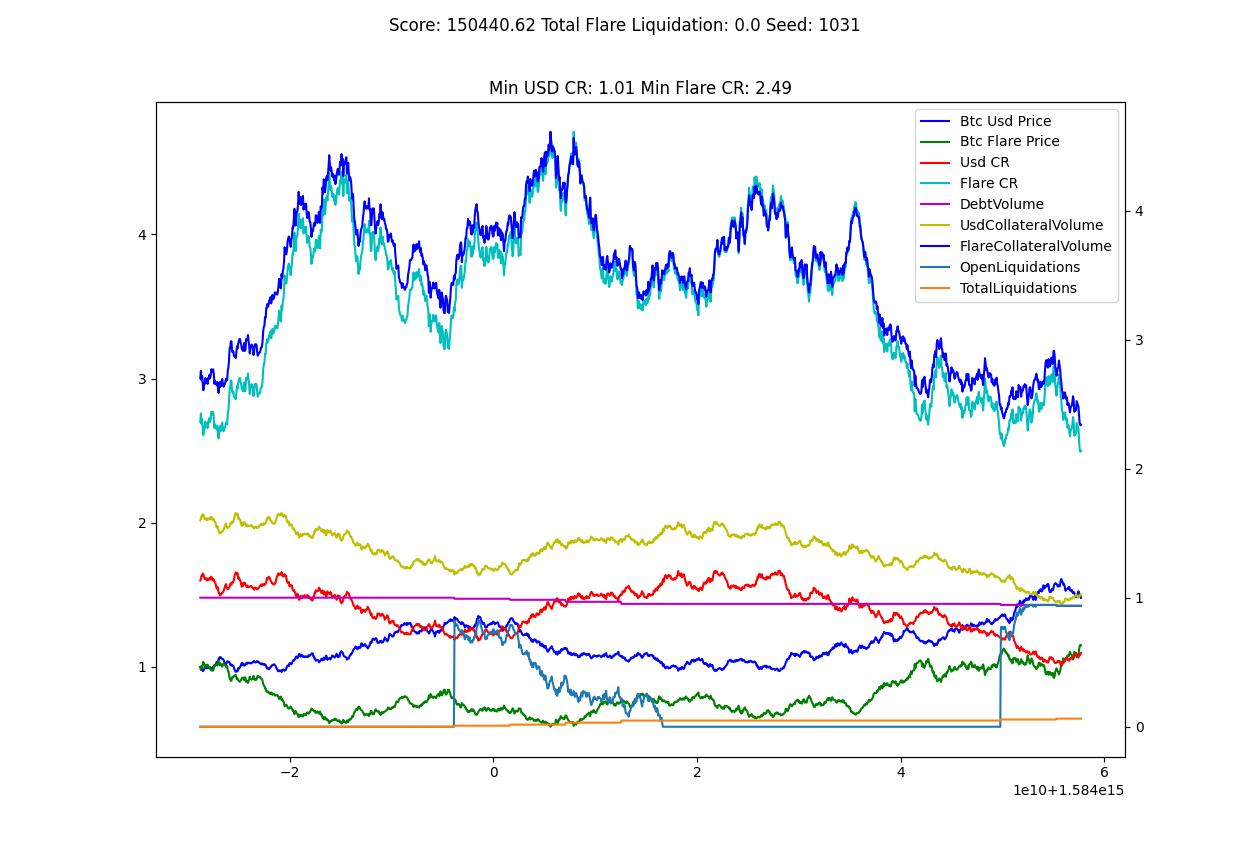 Score: 150440.62 Total Flare Liquidation: 0.0 Seed: 1031
Min USD CR: 1.01 Min Flare CR: 2.49
Btc Usd Price
Btc Flare Price
Usd CR
Flare CR
DebtVolume
UsdCollateralVolume
FlareCollateralVolume
OpenLiquidations
TotalLiquidations
4
3
2
1
4
3
2
1
0
−2
0
2
4
6
1e10+1.584e15